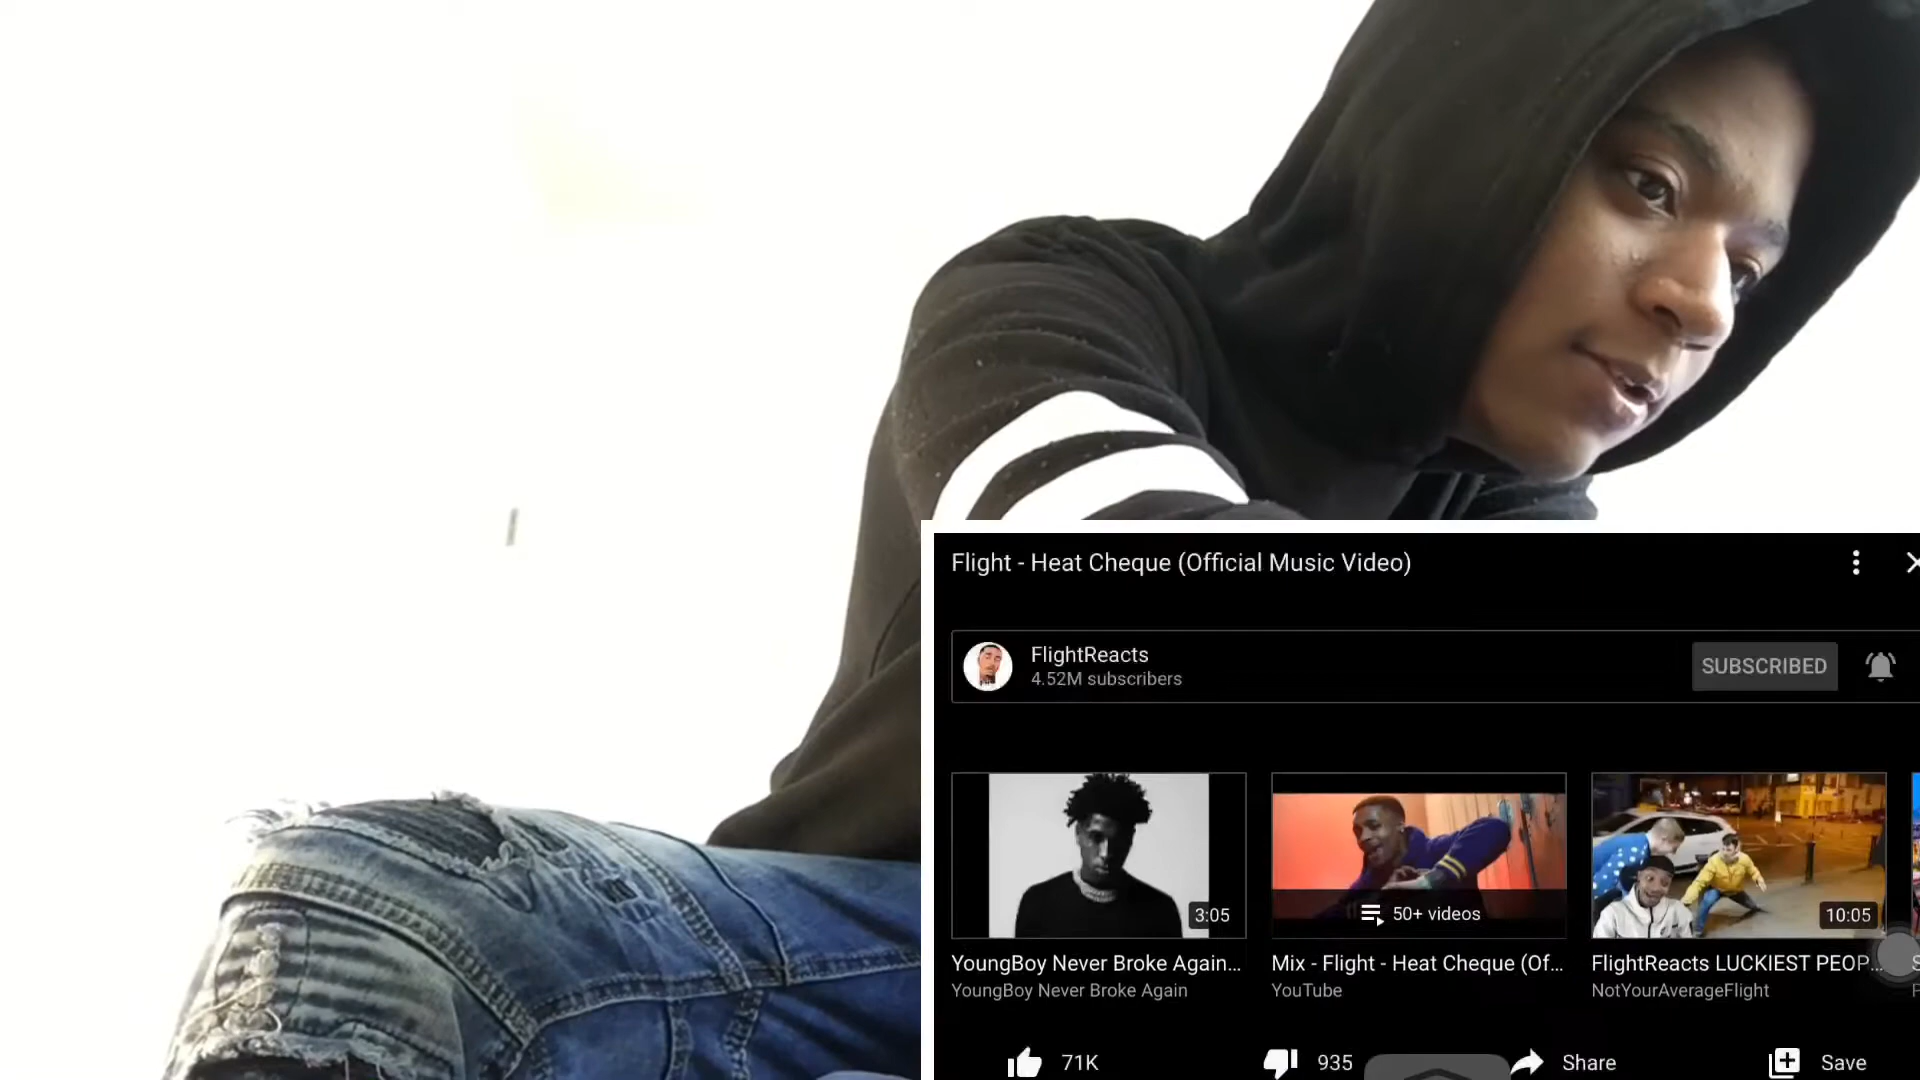 Flight - Heat Cheque (Official Music Video)
FlightReacts
4.52M subscribers
SUBSCRIBED
3:05
50+ videos
10:05
YoungBoy Never Broke Again...
Mix - Flight - Heat Cheque (Of...
FlightReacts LUCKIEST PEOP...
YoungBoy Never Broke Again
YouTube
NotYourAverageFlight
71K
935
Share
Save